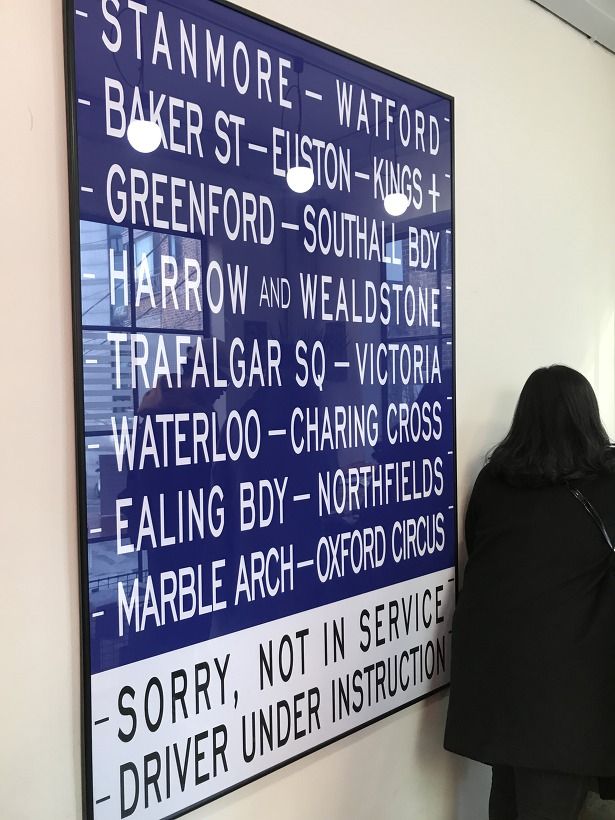 STANMORE – WATFORD
BAKER ST – EUSTON – KINGS +
GREENFORD – SOUTHALL BDY
HARROW AND WEALDSTONE
TRAFALGAR SQ – VICTORIA
WATERLOO – CHARING CROSS
EALING BDY – NORTHFIELDS
MARBLE ARCH – OXFORD CIRCUS
SORRY, NOT IN SERVICE
DRIVER UNDER INSTRUCTION